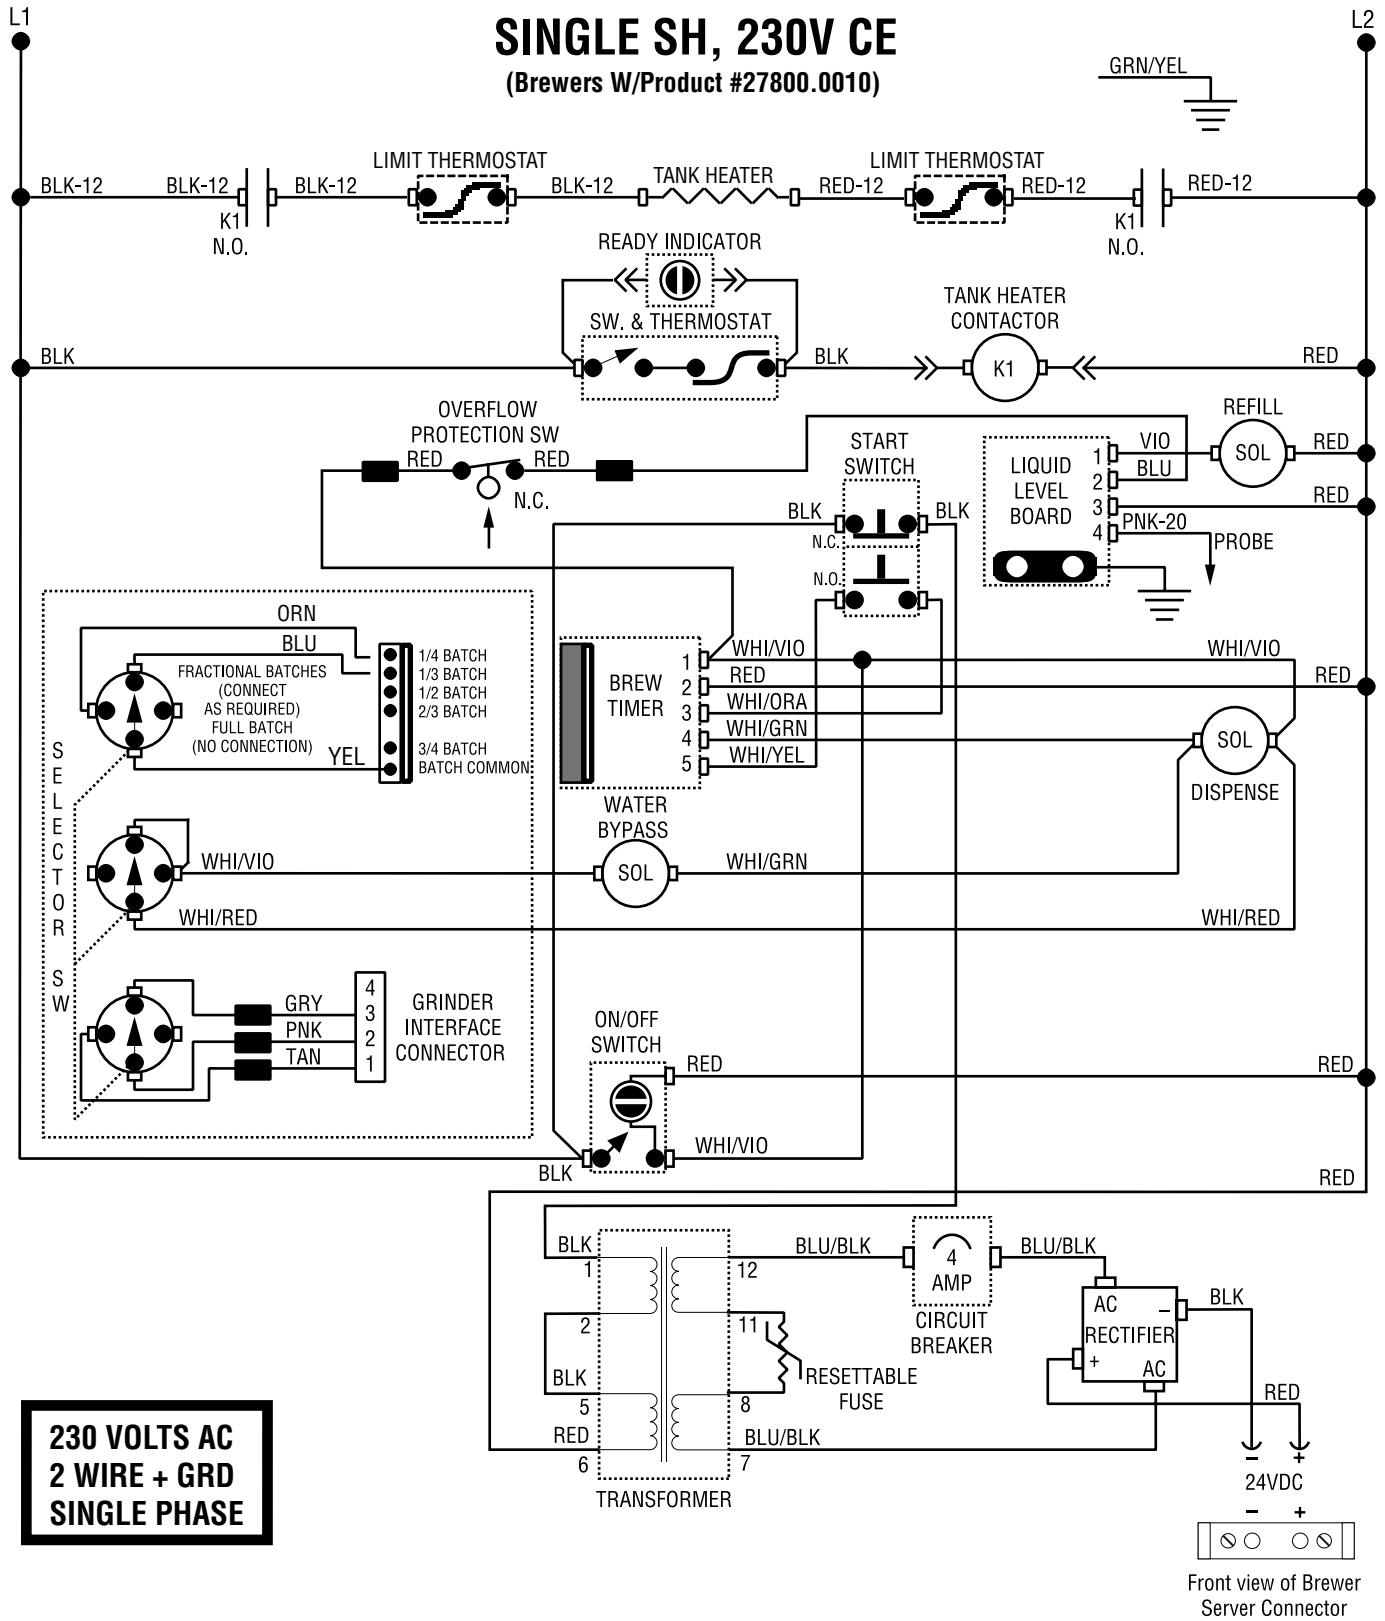 L1
L2
SINGLE SH, 230V CE
(Brewers W/Product #27800.0010)
GRN/YEL
LIMIT THERMOSTAT
TANK HEATER
LIMIT THERMOSTAT
BLK-12
BLK-12
BLK-12
BLK-12
RED-12
RED-12
RED-12
K1
N.O.
K1
N.O.
READY INDICATOR
SW. & THERMOSTAT
TANK HEATER
CONTACTOR
BLK
BLK
K1
RED
OVERFLOW
PROTECTION SW
RED
RED
N.C.
START
SWITCH
BLK
BLK
N.C.
N.O.
LIQUID
LEVEL
BOARD
1
2
3
4
VIO
BLU
REFILL
SOL
RED
RED
PNK-20
PROBE
ORN
BLU
FRACTIONAL BATCHES
(CONNECT
AS REQUIRED)
FULL BATCH
(NO CONNECTION)
YEL
1/4 BATCH
1/3 BATCH
1/2 BATCH
2/3 BATCH
3/4 BATCH
BATCH COMMON
SELECTOR SW
BREW
TIMER
1
2
3
4
5
WHI/VIO
RED
WHI/ORA
WHI/GRN
WHI/YEL
WHI/VIO
RED
SOL
DISPENSE
WATER
BYPASS
SOL
WHI/VIO
WHI/GRN
WHI/RED
WHI/RED
GRY
PNK
TAN
4
3
2
1
GRINDER
INTERFACE
CONNECTOR
ON/OFF
SWITCH
RED
RED
WHI/VIO
BLK
RED
BLK
1
2
BLK
5
RED
6
TRANSFORMER
12
11
8
7
BLU/BLK
4
AMP
CIRCUIT
BREAKER
BLU/BLK
RESETTABLE
FUSE
BLU/BLK
AC
–
RECTIFIER
+
AC
BLK
RED
– +
24VDC
– +
Front view of Brewer
Server Connector
230 VOLTS AC
2 WIRE + GRD
SINGLE PHASE